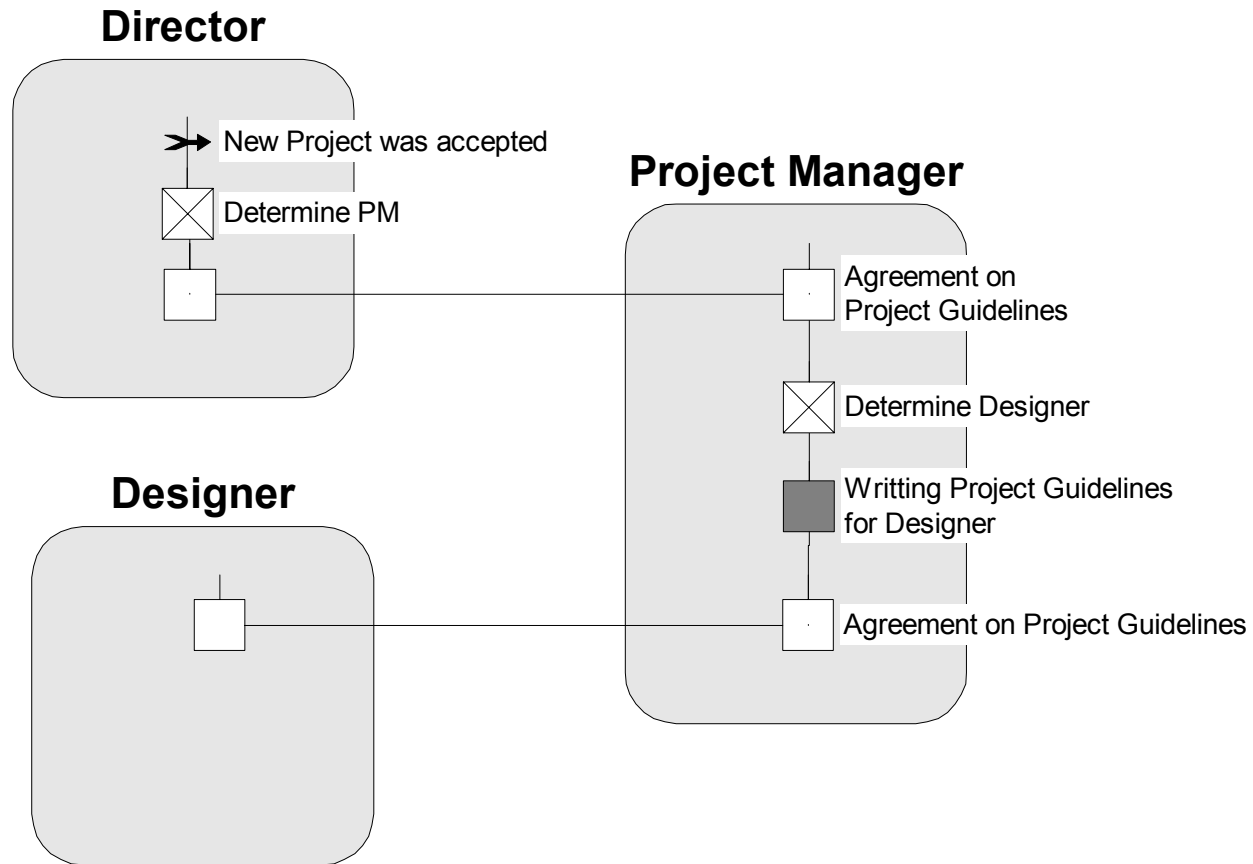 Director
New Project was accepted
Determine PM
Project Manager
Agreement on
Project Guidelines
Determine Designer
Writting Project Guidelines
for Designer
Agreement on Project Guidelines
Designer